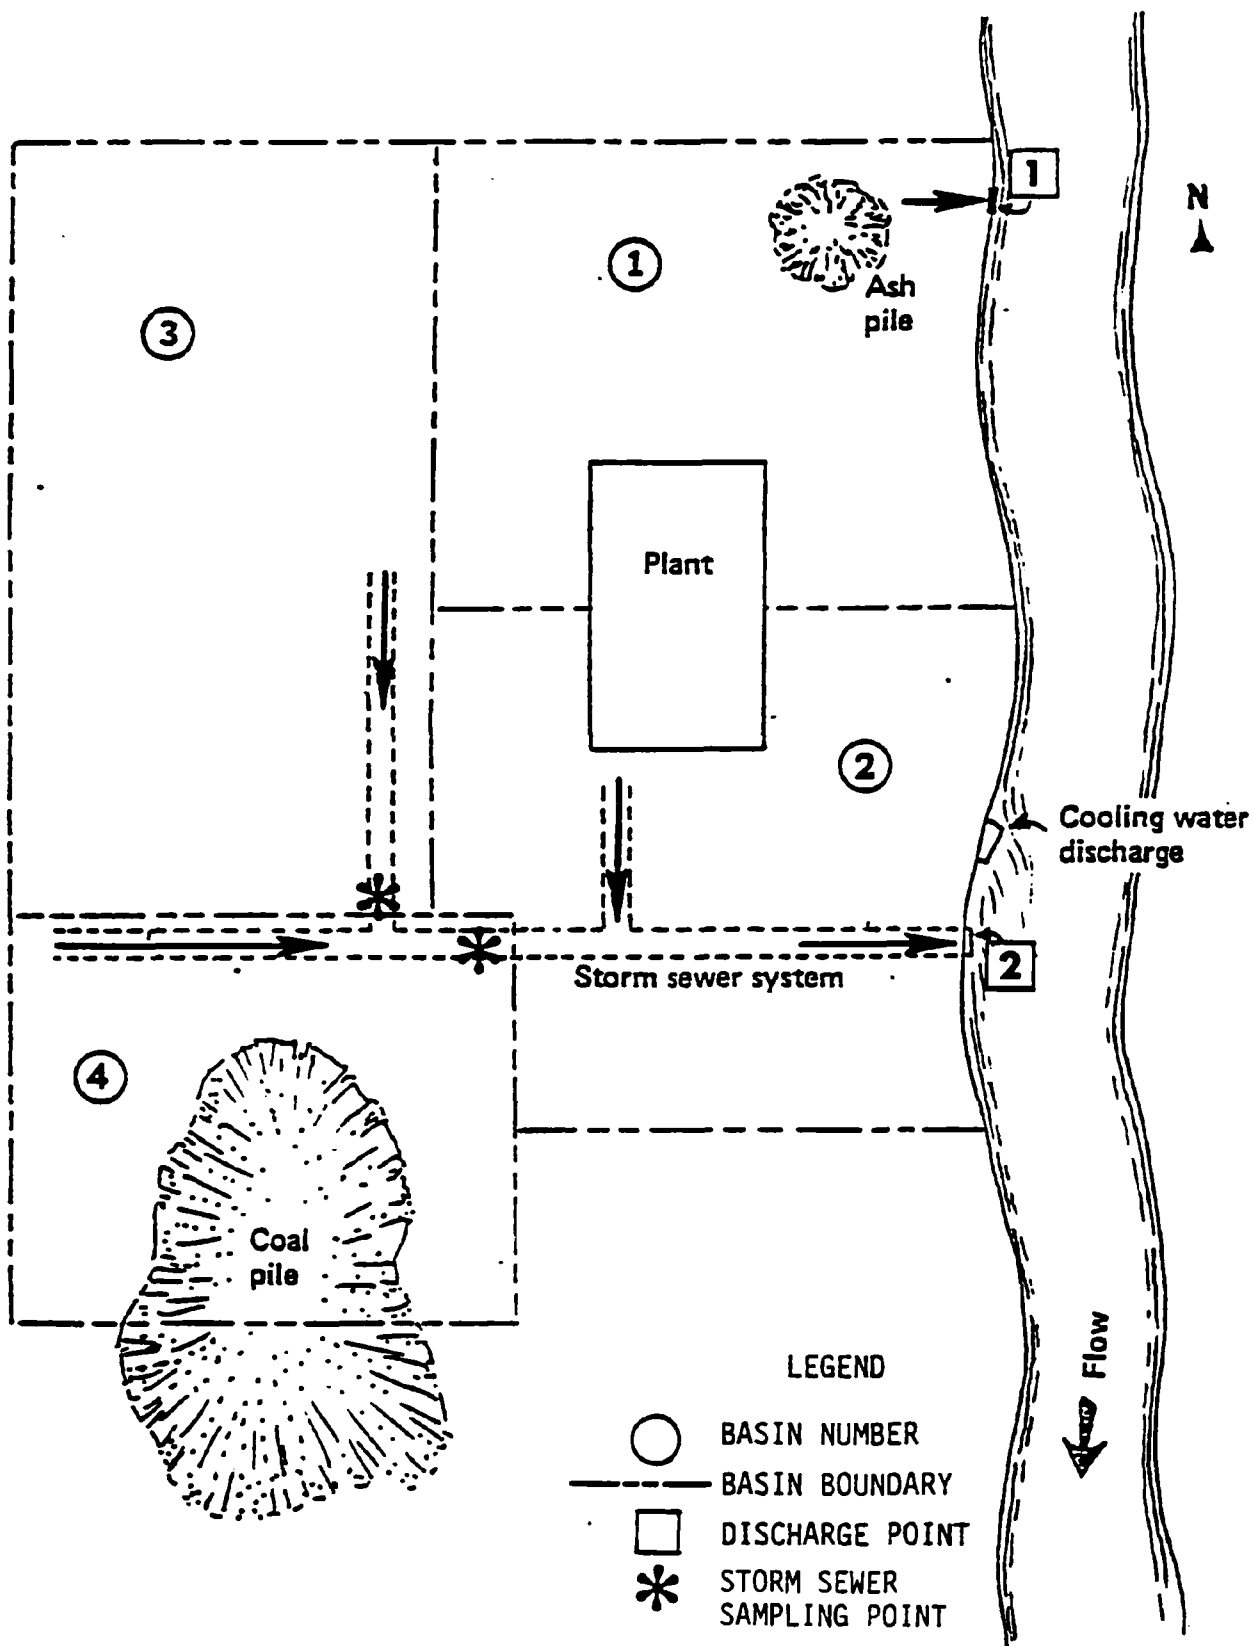 1
N
1
Ash
pile
3
Plant
2
Cooling water
discharge
2
Storm sewer system
4
Coal
pile
Flow
LEGEND
BASIN NUMBER
BASIN BOUNDARY
DISCHARGE POINT
STORM SEWER
SAMPLING POINT